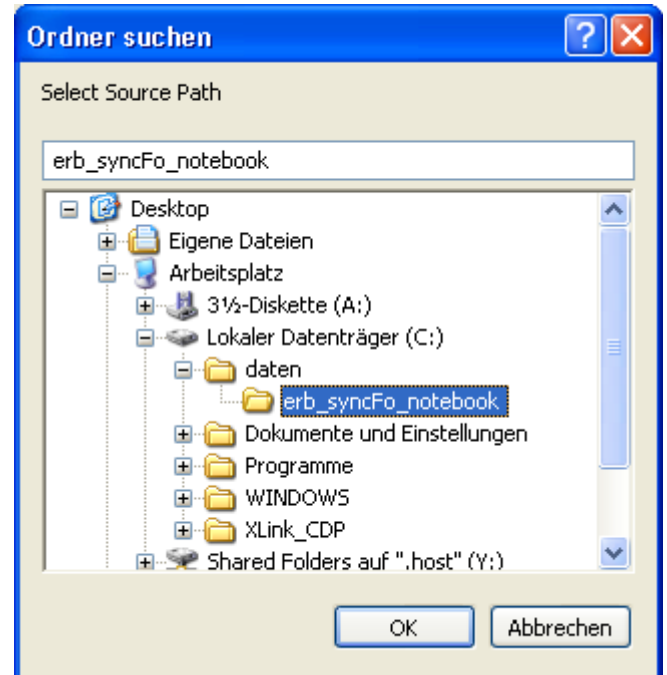 Ordner suchen
Select Source Path
erb_syncFo_notebook
Desktop
Eigene Dateien
Arbeitsplatz
3½-Diskette (A:)
Lokaler Datenträger (C:)
daten
erb_syncFo_notebook
Dokumente und Einstellungen
Programme
WINDOWS
XLink_CDP
Shared Folders auf ".host" (Y:)
OK Abbrechen